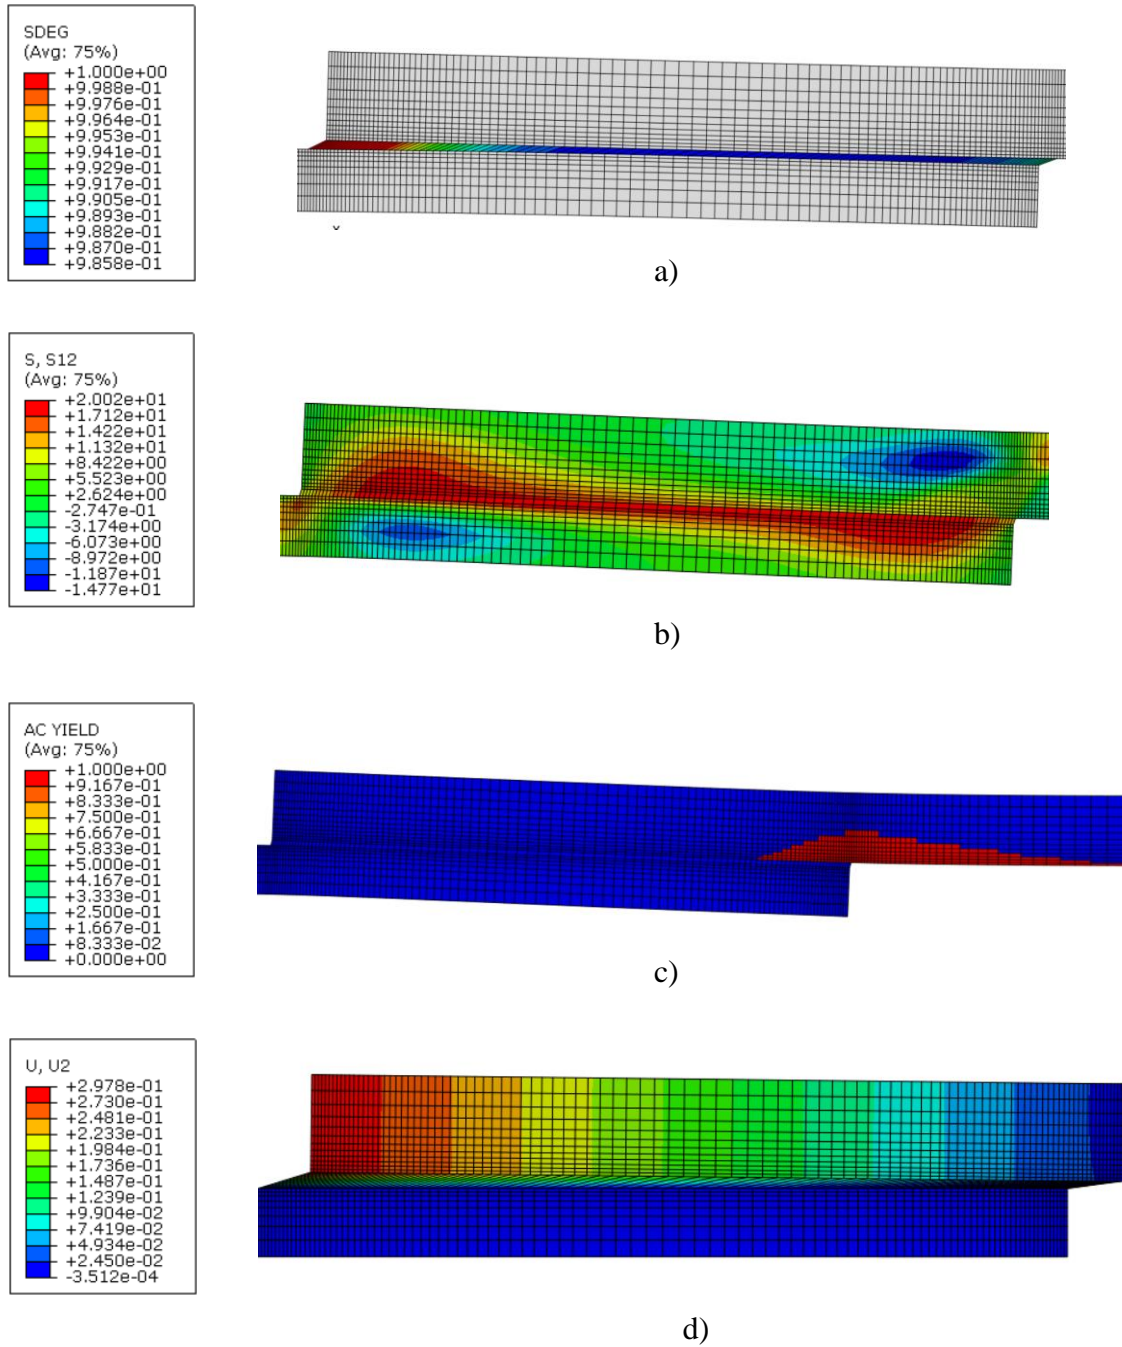 SDEG
(Avg: 75%)
+1.000e+00
+9.988e-01
+9.976e-01
+9.964e-01
+9.953e-01
+9.941e-01
+9.929e-01
+9.917e-01
+9.905e-01
+9.893e-01
+9.882e-01
+9.870e-01
+9.858e-01
a)
S, S12
(Avg: 75%)
+2.002e+01
+1.712e+01
+1.422e+01
+1.132e+01
+8.422e+00
+5.523e+00
+2.624e+00
-2.747e-01
-3.174e+00
-6.073e+00
-8.972e+00
-1.187e+01
-1.477e+01
b)
AC YIELD
(Avg: 75%)
+1.000e+00
+9.167e-01
+8.333e-01
+7.500e-01
+6.667e-01
+5.833e-01
+5.000e-01
+4.167e-01
+3.333e-01
+2.500e-01
+1.667e-01
+8.333e-02
+0.000e+00
c)
U, U2
+2.978e-01
+2.730e-01
+2.481e-01
+2.233e-01
+1.984e-01
+1.736e-01
+1.487e-01
+1.239e-01
+9.904e-02
+7.419e-02
+4.934e-02
+2.450e-02
-3.512e-04
d)